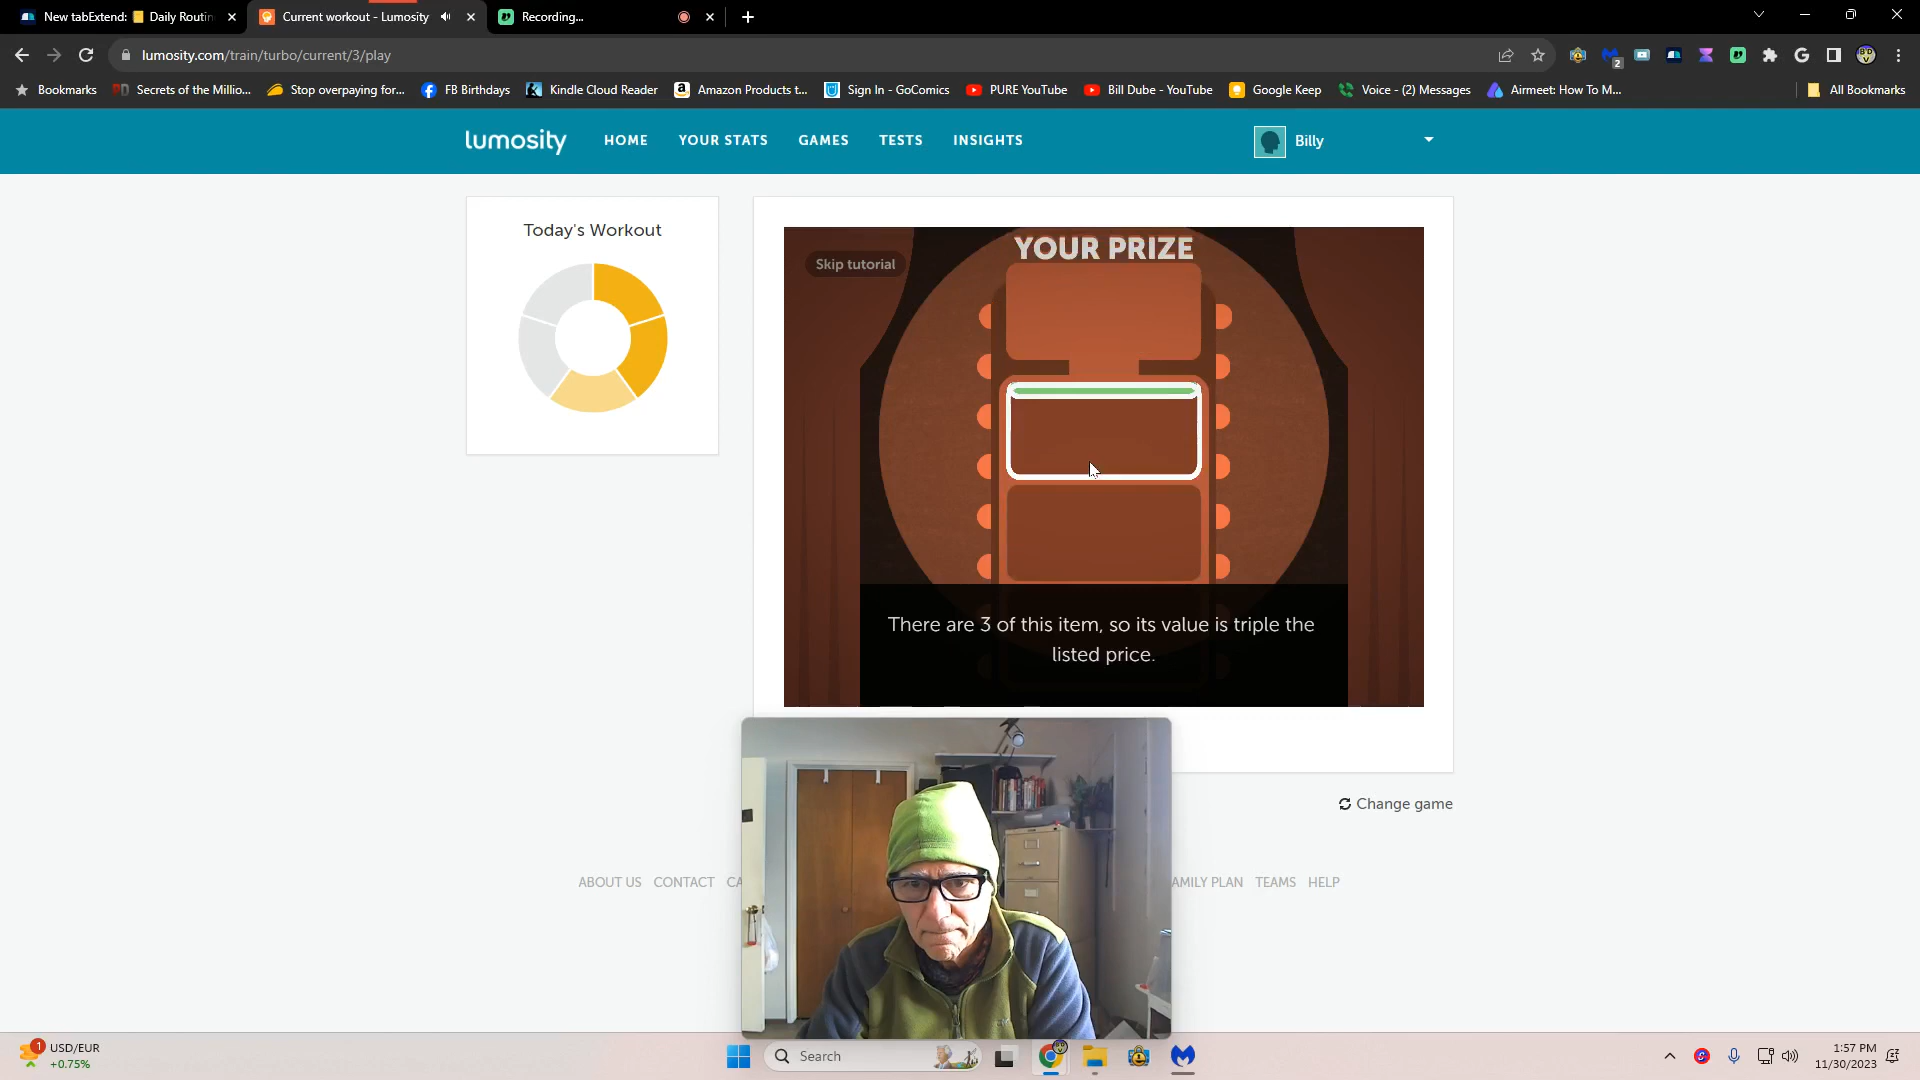 New tabExtend: Daily Routin
Current workout - Lumosity
Recording...
lumosity.com/train/turbo/current/3/play
2
Bookmarks
Secrets of the Millio...
Stop overpaying for...
FB Birthdays
Kindle Cloud Reader
Amazon Products t...
Sign In - GoComics
PURE YouTube
Bill Dube - YouTube
Google Keep
Voice - (2) Messages
Airmeet: How To M...
All Bookmarks
lumosity
HOME
YOUR STATS
GAMES
TESTS
INSIGHTS
Billy
Today's Workout
Skip tutorial
YOUR PRIZE
There are 3 of this item, so its value is triple the
listed price.
Change game
ABOUT US
CONTACT
CA
AMILY PLAN
TEAMS
HELP
1
USD/EUR
+0.75%
Search
1:57 PM
11/30/2023